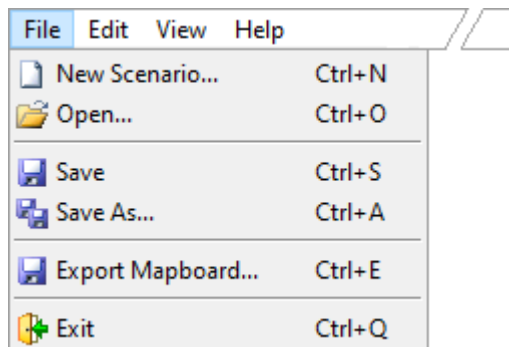 File Edit View Help
New Scenario... Ctrl+N
Open... Ctrl+O
Save Ctrl+S
Save As... Ctrl+A
Export Mapboard... Ctrl+E
Exit Ctrl+Q